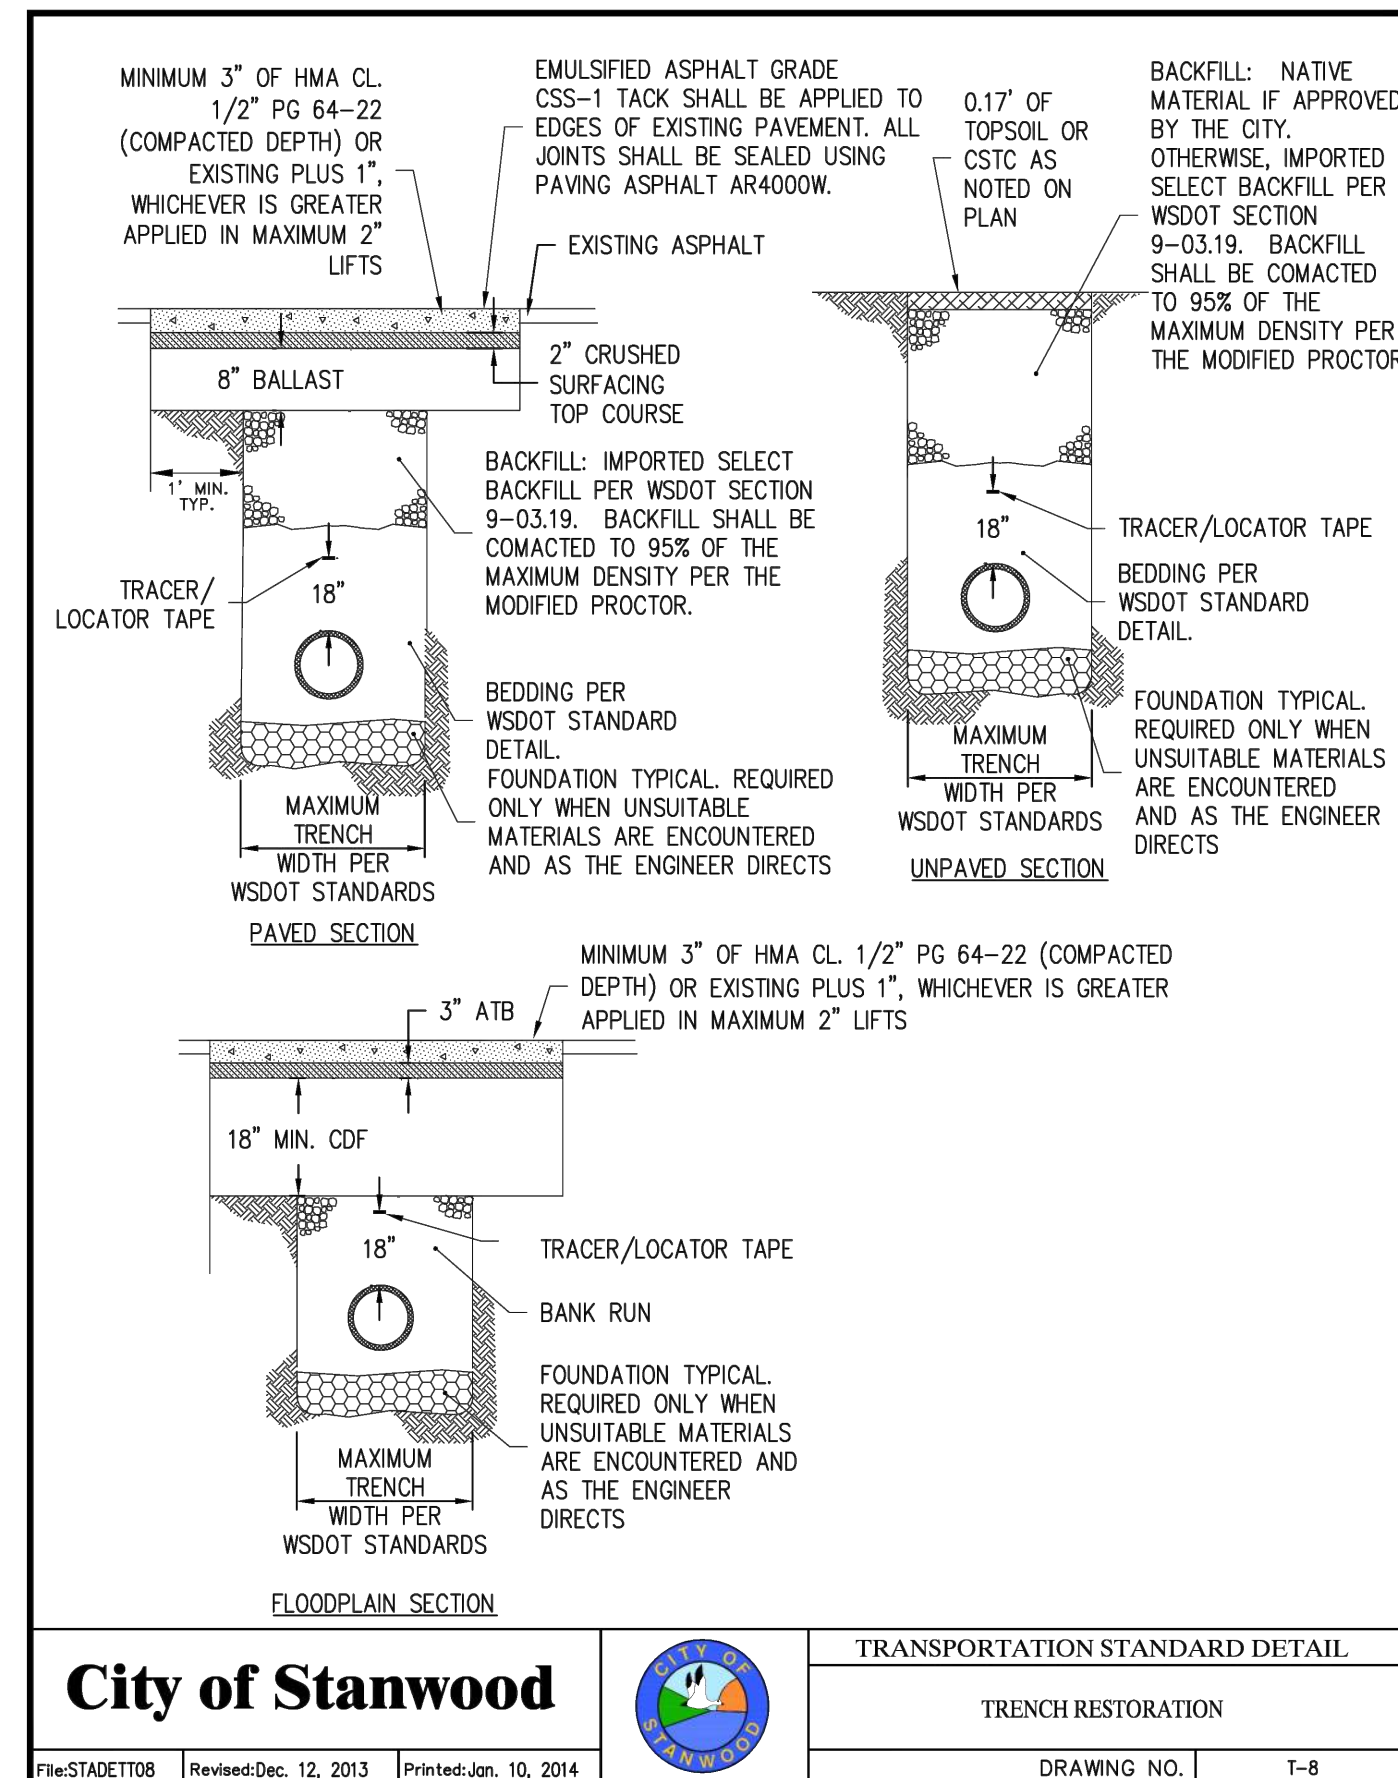 MINIMUM 3" OF HMA CL.
1/2" PG 64-22
(COMPACTED DEPTH) OR
EXISTING PLUS 1",
WHICHEVER IS GREATER
APPLIED IN MAXIMUM 2"
LIFTS
EMULSIFIED ASPHALT GRADE
CSS-1 TACK SHALL BE APPLIED TO
EDGES OF EXISTING PAVEMENT. ALL
JOINTS SHALL BE SEALED USING
PAVING ASPHALT AR4000W.
EXISTING ASPHALT
2" CRUSHED
SURFACING
TOP COURSE
8" BALLAST
1' MIN.
TYP.
BACKFILL: IMPORTED SELECT
BACKFILL PER WSDOT SECTION
9-03.19. BACKFILL SHALL BE
COMACTED TO 95% OF THE
MAXIMUM DENSITY PER THE
MODIFIED PROCTOR.
TRACER/
LOCATOR TAPE
18"
BEDDING PER
WSDOT STANDARD
DETAIL.
FOUNDATION TYPICAL. REQUIRED
ONLY WHEN UNSUITABLE
MATERIALS ARE ENCOUNTERED
AND AS THE ENGINEER DIRECTS
MAXIMUM
TRENCH
WIDTH PER
WSDOT STANDARDS
PAVED SECTION
0.17' OF
TOPSOIL OR
CSTC AS
NOTED ON
PLAN
BACKFILL: NATIVE
MATERIAL IF APPROVED
BY THE CITY.
OTHERWISE, IMPORTED
SELECT BACKFILL PER
WSDOT SECTION
9-03.19. BACKFILL
SHALL BE COMACTED
TO 95% OF THE
MAXIMUM DENSITY PER
THE MODIFIED PROCTOR
18"
TRACER/LOCATOR TAPE
BEDDING PER
WSDOT STANDARD
DETAIL.
FOUNDATION TYPICAL.
REQUIRED ONLY WHEN
UNSUITABLE MATERIALS
ARE ENCOUNTERED
AND AS THE ENGINEER
DIRECTS
MAXIMUM
TRENCH
WIDTH PER
WSDOT STANDARDS
UNPAVED SECTION
MINIMUM 3" OF HMA CL. 1/2" PG 64-22 (COMPACTED
DEPTH) OR EXISTING PLUS 1", WHICHEVER IS GREATER
APPLIED IN MAXIMUM 2" LIFTS
3" ATB
18" MIN. CDF
18"
TRACER/LOCATOR TAPE
BANK RUN
FOUNDATION TYPICAL.
REQUIRED ONLY WHEN
UNSUITABLE MATERIALS
ARE ENCOUNTERED AND
AS THE ENGINEER
DIRECTS
MAXIMUM
TRENCH
WIDTH PER
WSDOT STANDARDS
FLOODPLAIN SECTION
City of Stanwood
CITY OF
STANWOOD
TRANSPORTATION STANDARD DETAIL
TRENCH RESTORATION
File:STADETT08
Revised:Dec. 12, 2013
Printed:Jan. 10, 2014
DRAWING NO.
T-8